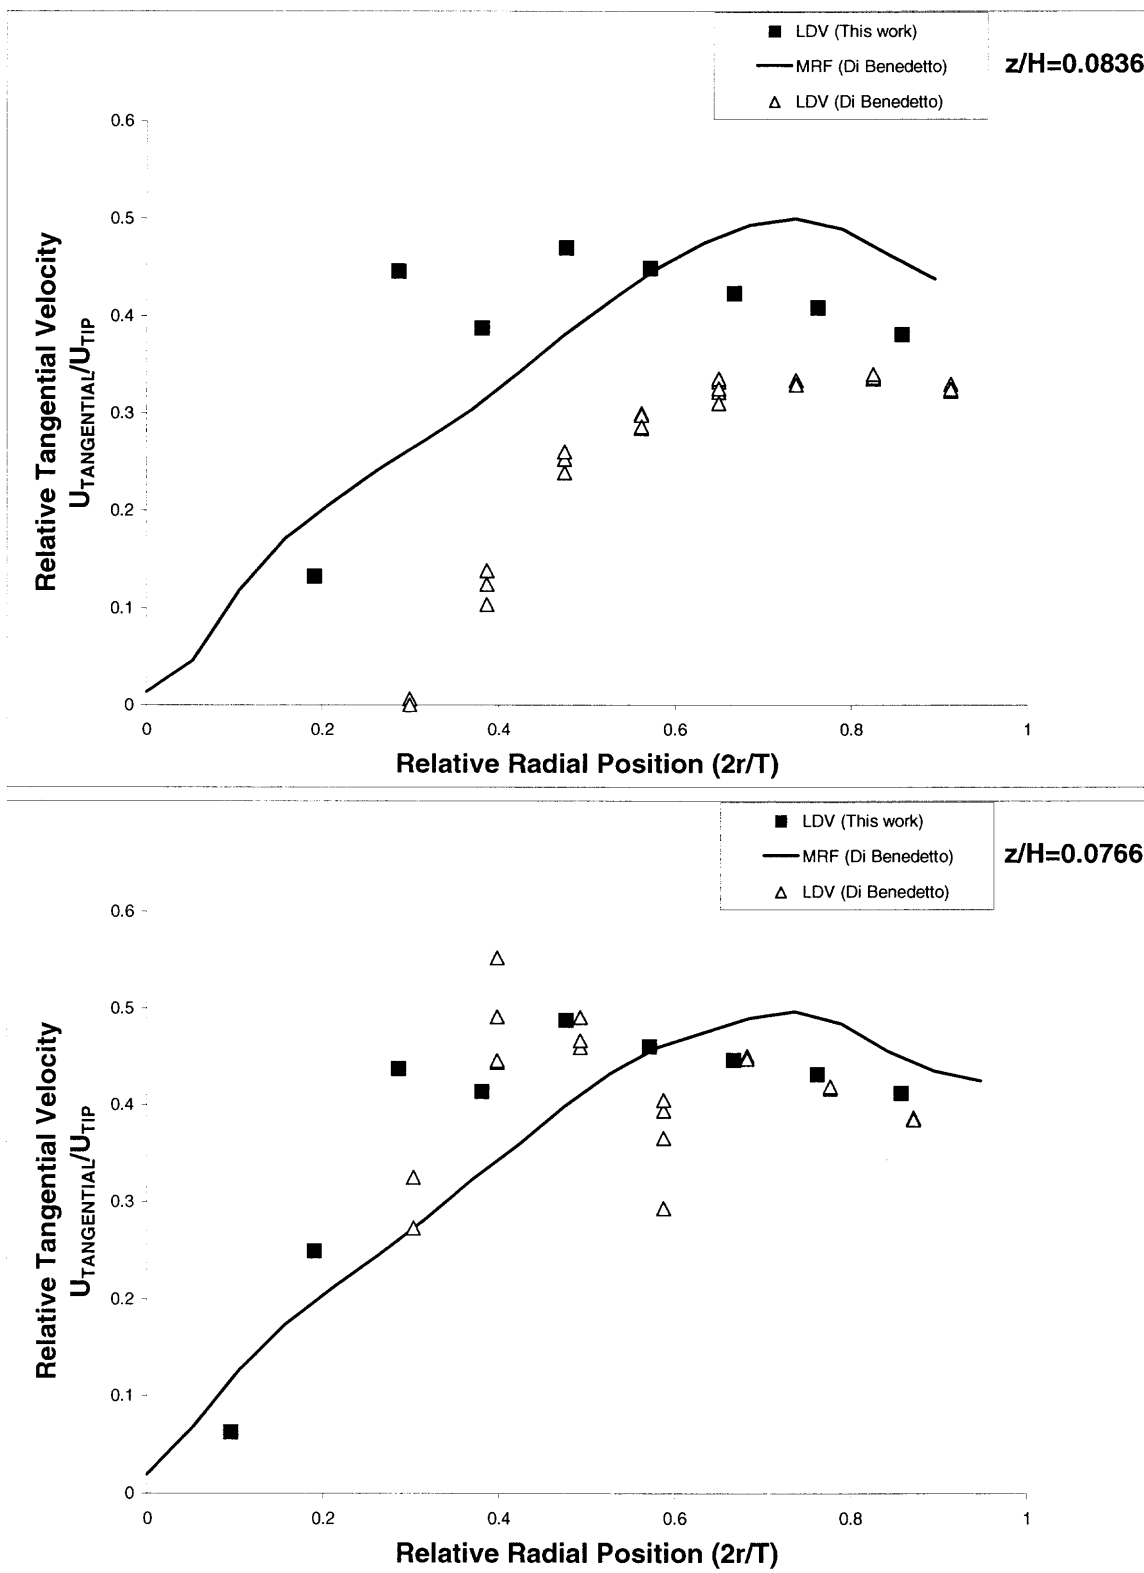 LDV (This work)
MRF (Di Benedetto)
LDV (Di Benedetto)
z/H=0.0836
0.6
0.5
0.4
0.3
0.2
0.1
0
Relative Tangential Velocity
UTANGENTIAL/UTIP
0 0.2 0.4 0.6 0.8 1
Relative Radial Position (2r/T)
LDV (This work)
MRF (Di Benedetto)
LDV (Di Benedetto)
z/H=0.0766
0.6
0.5
0.4
0.3
0.2
0.1
0
Relative Tangential Velocity
UTANGENTIAL/UTIP
0 0.2 0.4 0.6 0.8 1
Relative Radial Position (2r/T)